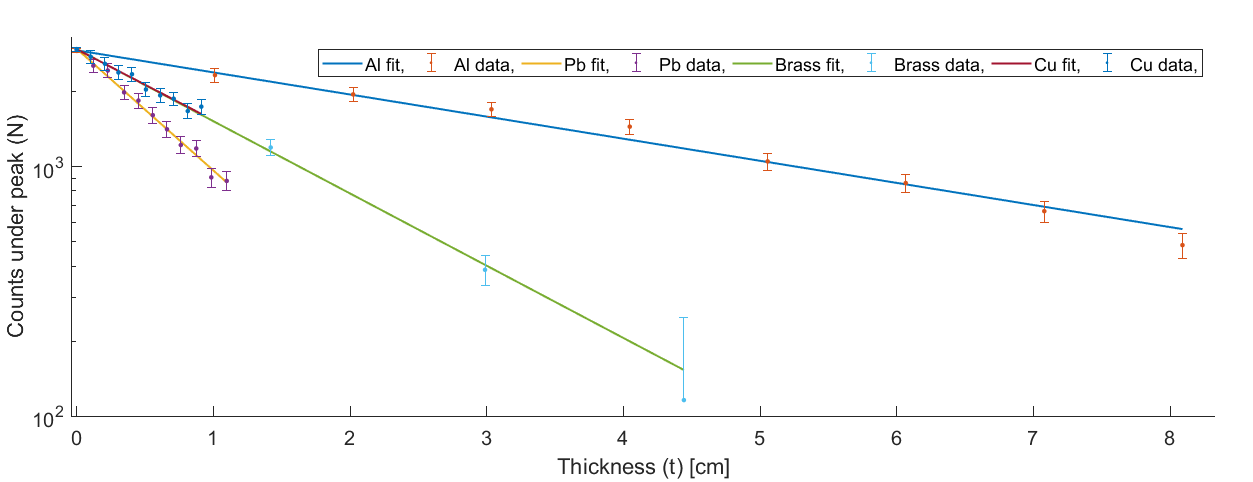 Al fit, Al data, Pb fit, Pb data, Brass fit, Brass data, Cu fit, Cu data,
Counts under peak (N)
10³
10²
0 1 2 3 4 5 6 7 8
Thickness (t) [cm]